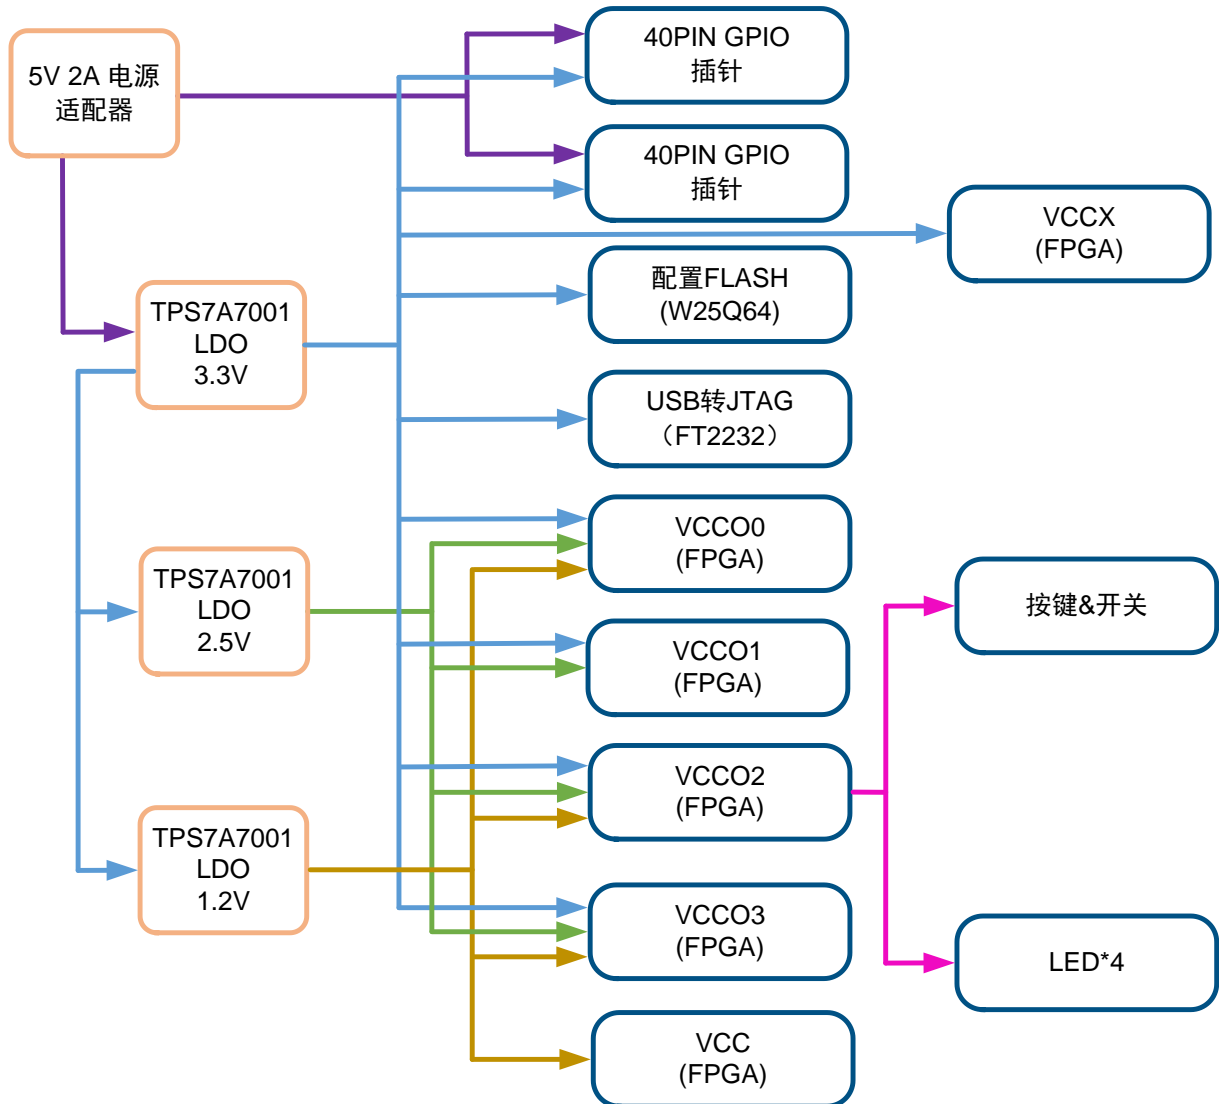 5V 2A 电源
适配器
40PIN GPIO
插针
40PIN GPIO
插针
VCCX
(FPGA)
配置FLASH
(W25Q64)
TPS7A7001
LDO
3.3V
USB转JTAG
（FT2232）
VCCO0
(FPGA)
TPS7A7001
LDO
2.5V
按键&开关
VCCO1
(FPGA)
VCCO2
(FPGA)
TPS7A7001
LDO
1.2V
VCCO3
(FPGA)
LED*4
VCC
(FPGA)